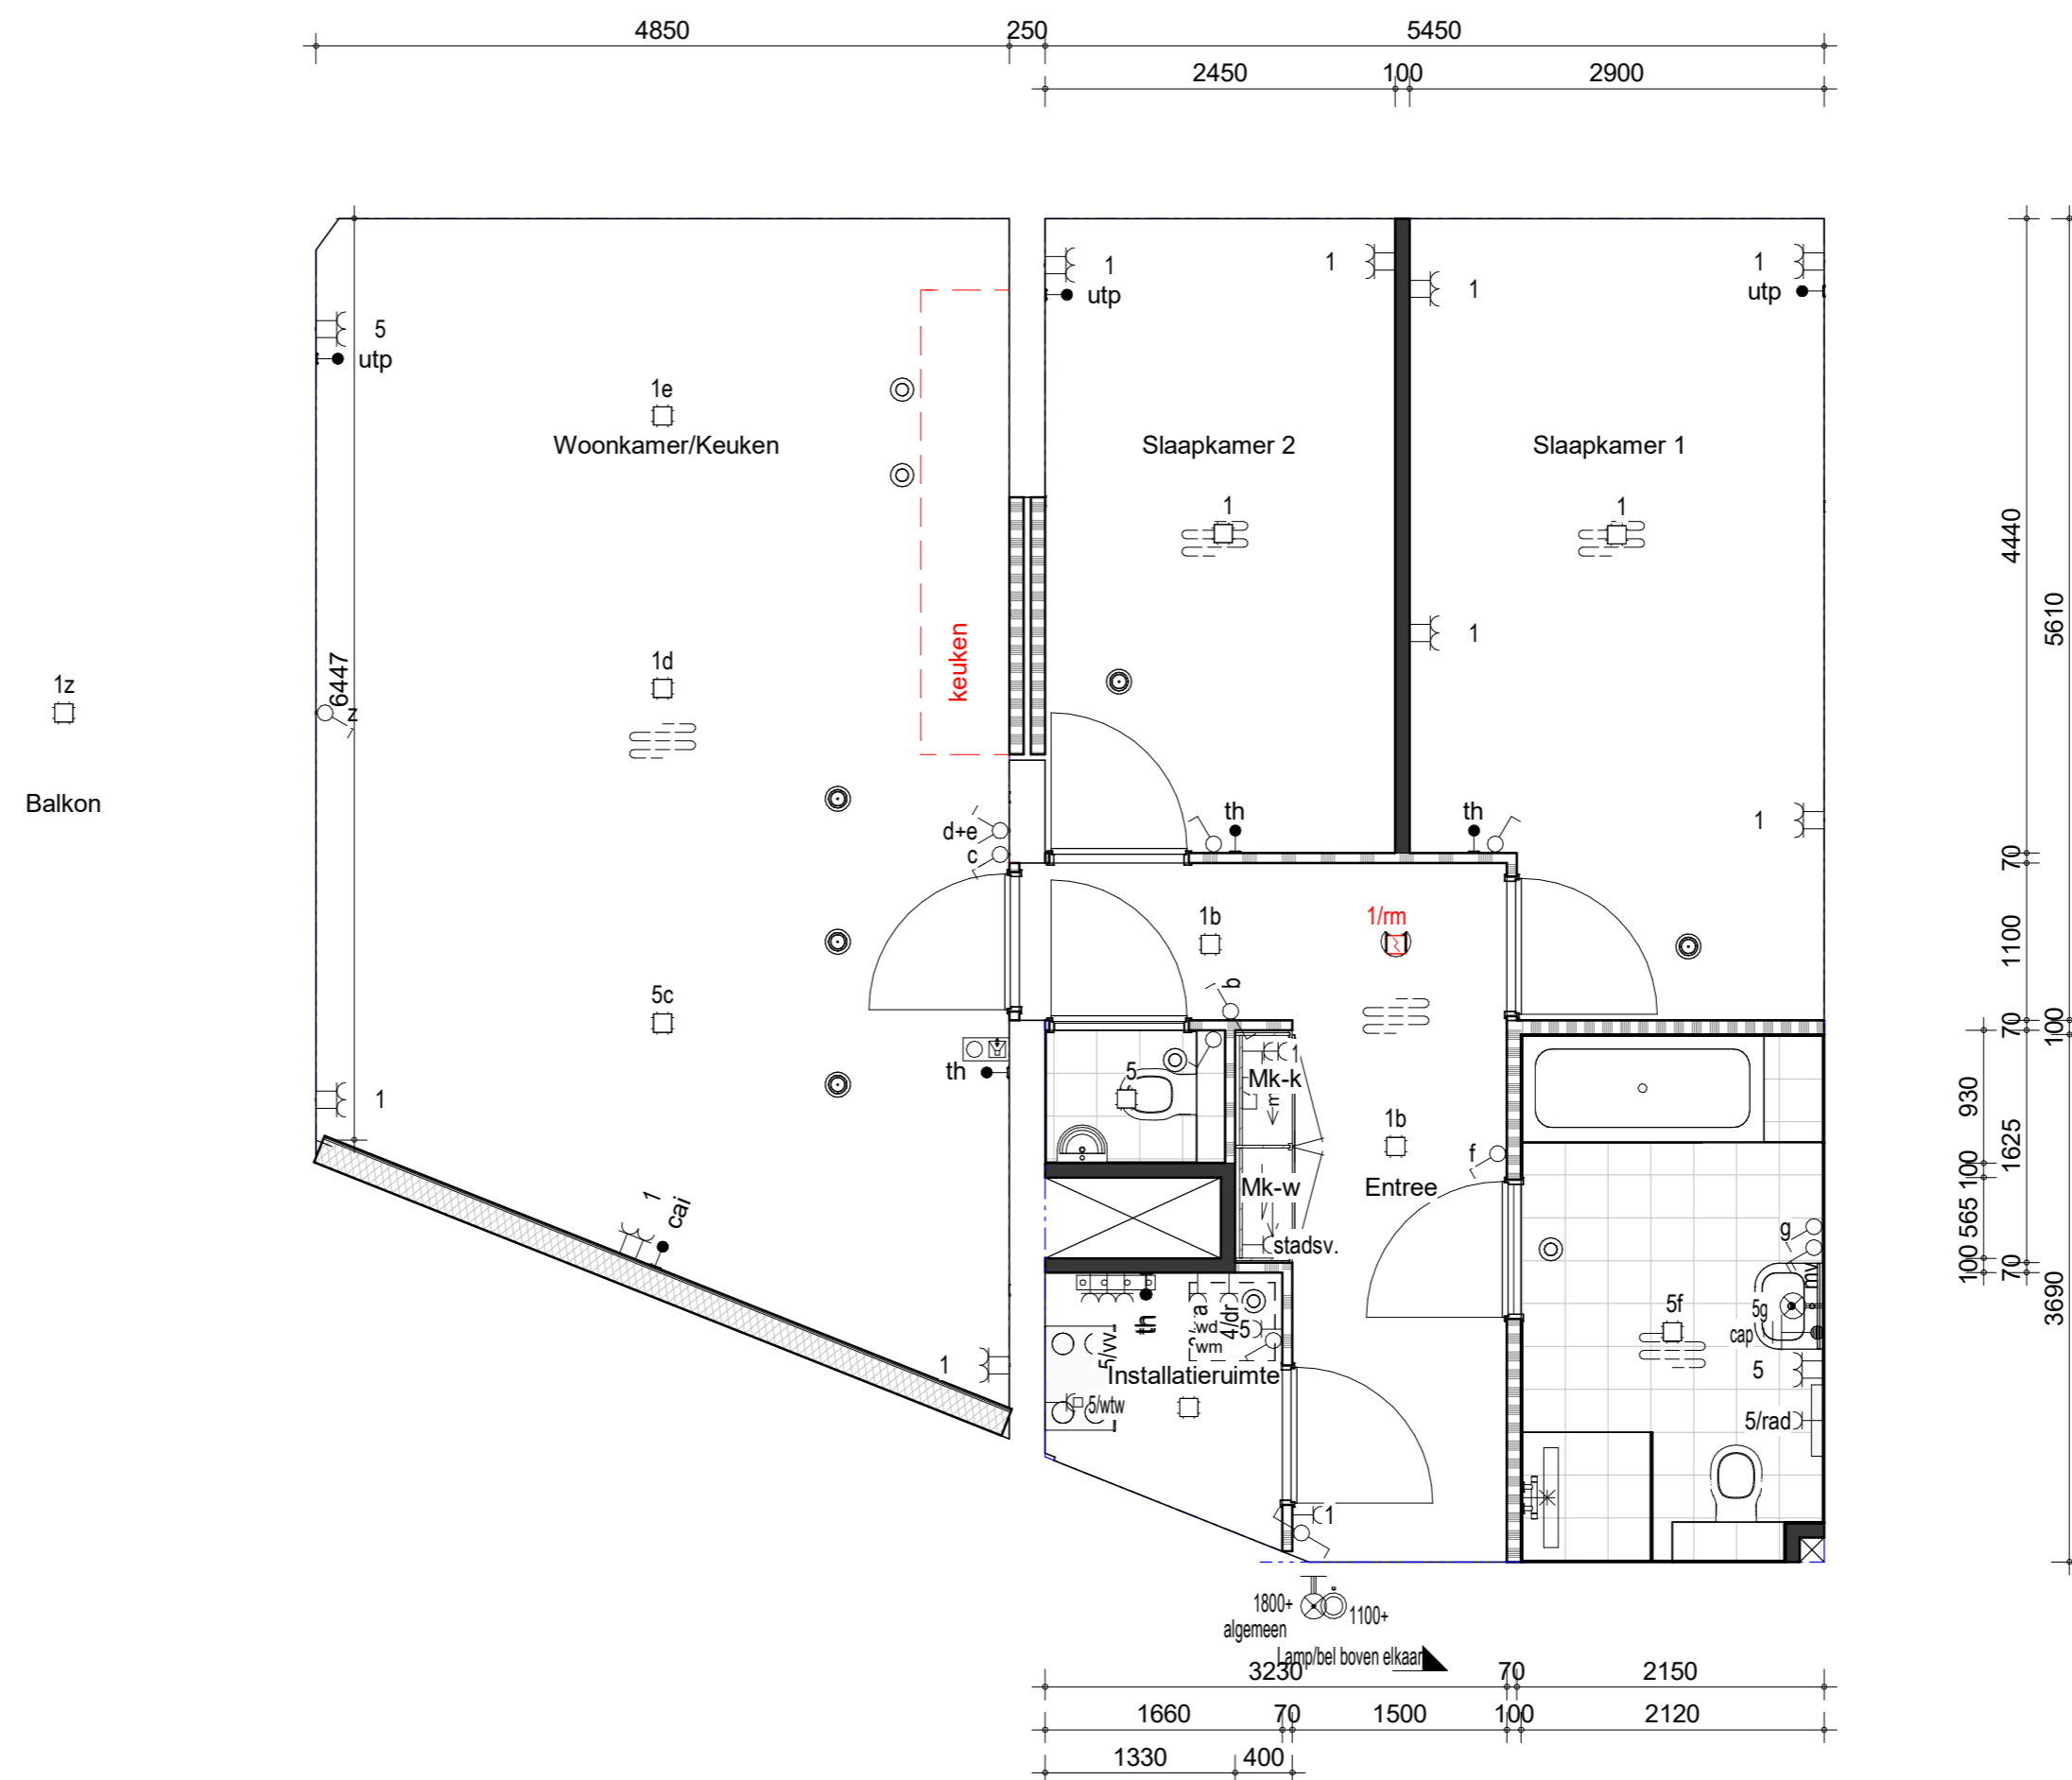 4850
250
5450
2450
100
2900
1
utp
1
1
1
utp
5
utp
1e
Woonkamer/Keuken
Slaapkamer 2
Slaapkamer 1
1
1
4440
5610
keuken
1
6447
1d
1z
z
Balkon
d+e
c
th
th
1
70
1b
1/rm
1100
b
5c
th
1
70
100
5
Mk-k
1
930
1625
1b
f
Mk-w
Entree
stadsv.
100
565
100
70
1
cai
g
mv
5g
cap
5f
3690
th
a
wd
wm
4/dr
5
5/vv
Installatieruimte
5/wtw
1
5
5/rad
1
1800+
algemeen
1100+
Lamp/bel boven elkaar
3230
70
2150
1660
70
1500
100
2120
1330
400